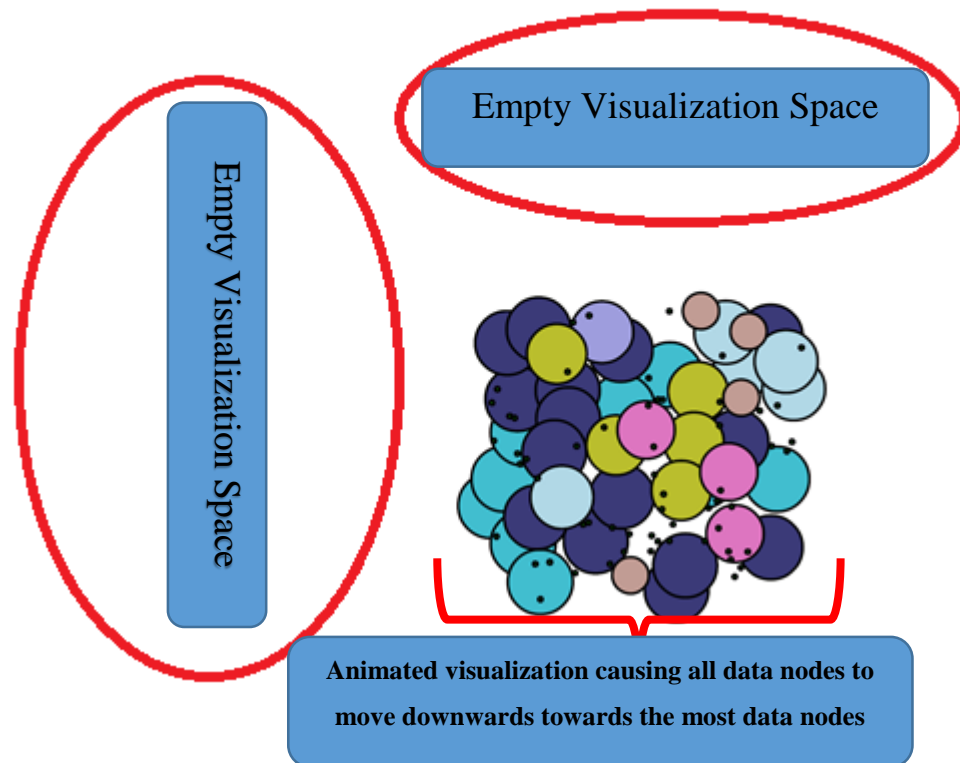 Empty Visualization Space
Empty Visualization Space
Animated visualization causing all data nodes to
move downwards towards the most data nodes